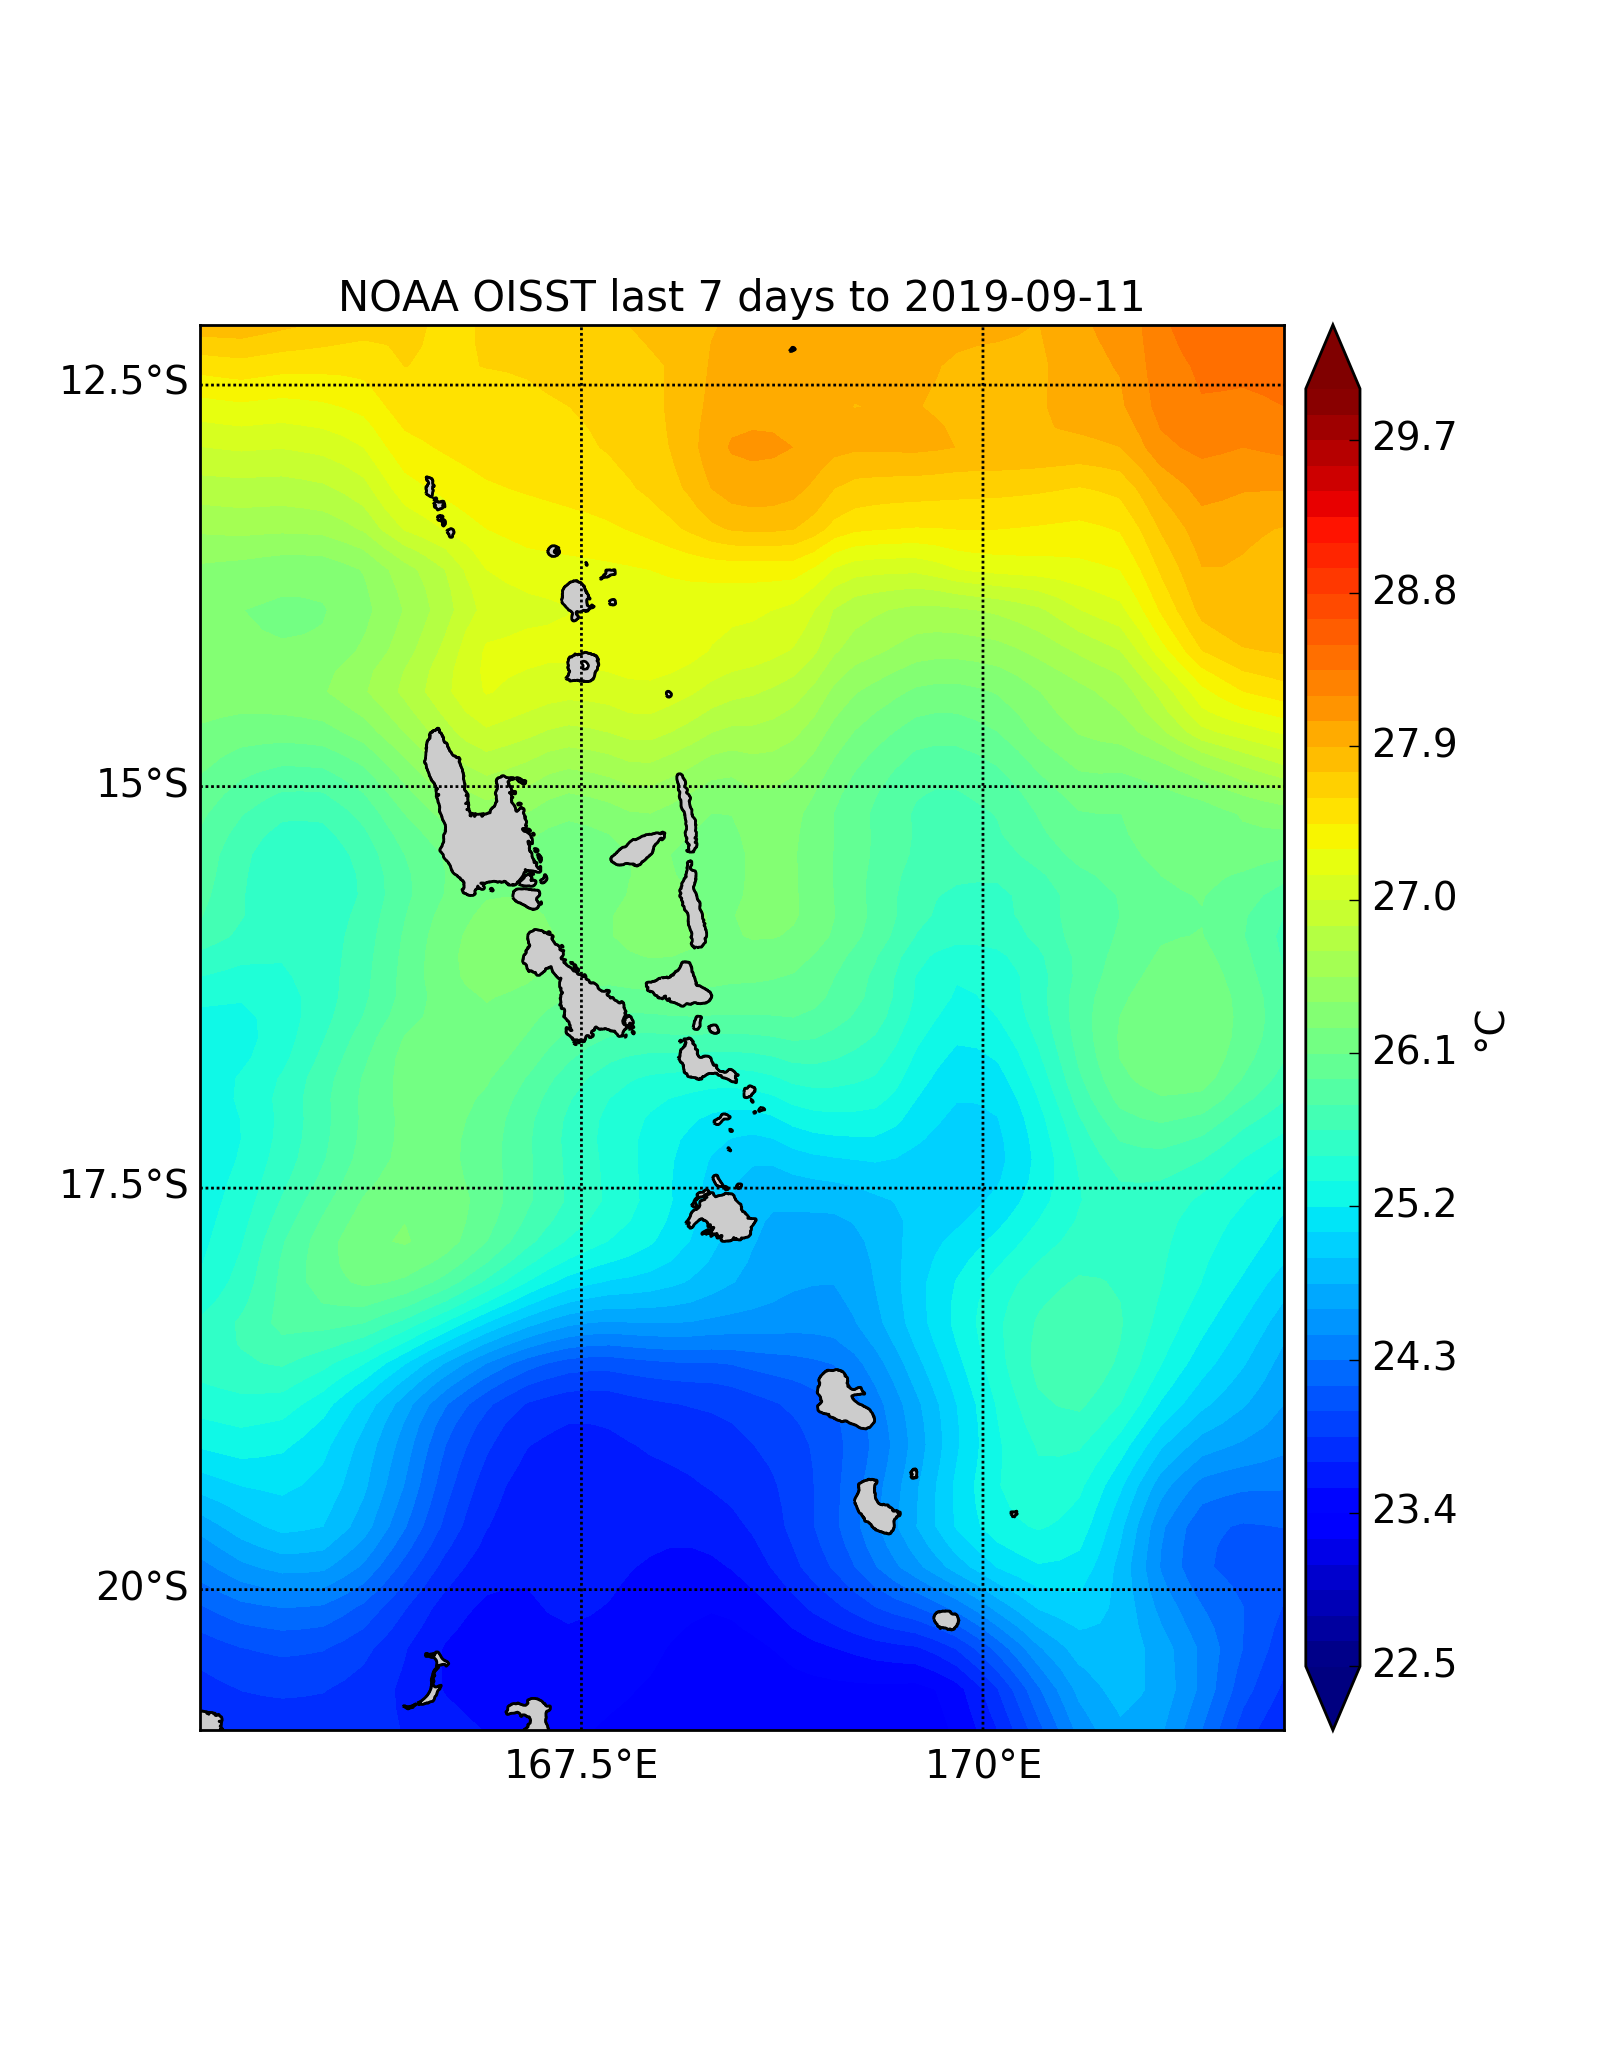 NOAA OISST last 7 days to 2019-09-11
12.5°S
15°S
17.5°S
20°S
167.5°E
170°E
29.7
28.8
27.9
27.0
26.1
25.2
24.3
23.4
22.5
°C